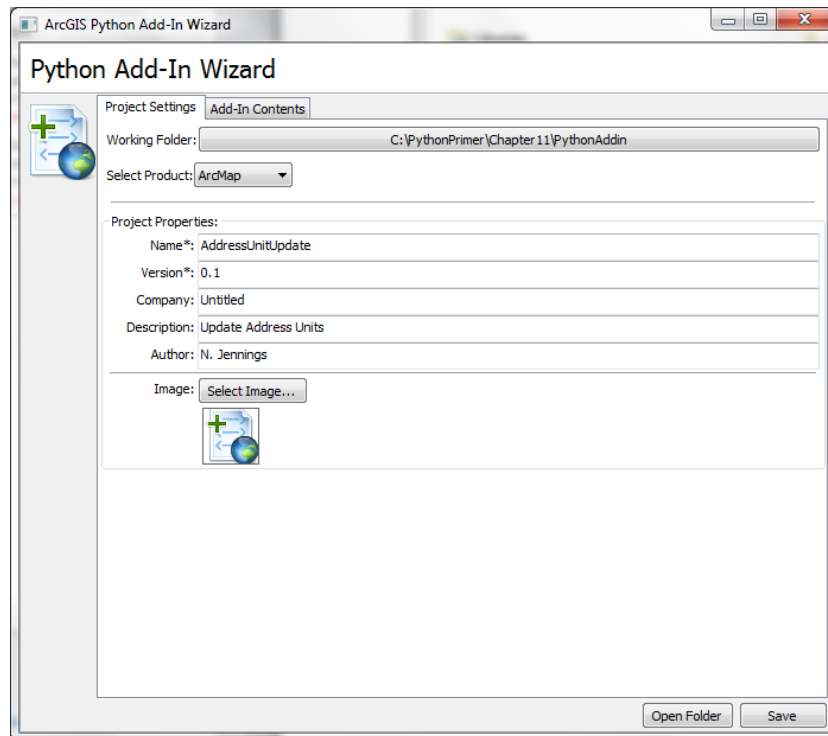 ArcGIS Python Add-In Wizard
Python Add-In Wizard
Project Settings Add-In Contents
Working Folder: C:\PythonPrimer\Chapter11\PythonAddin
Select Product: ArcMap
Project Properties:
Name*: AddressUnitUpdate
Version*: 0.1
Company: Untitled
Description: Update Address Units
Author: N. Jennings
Image: Select Image...
Open Folder Save